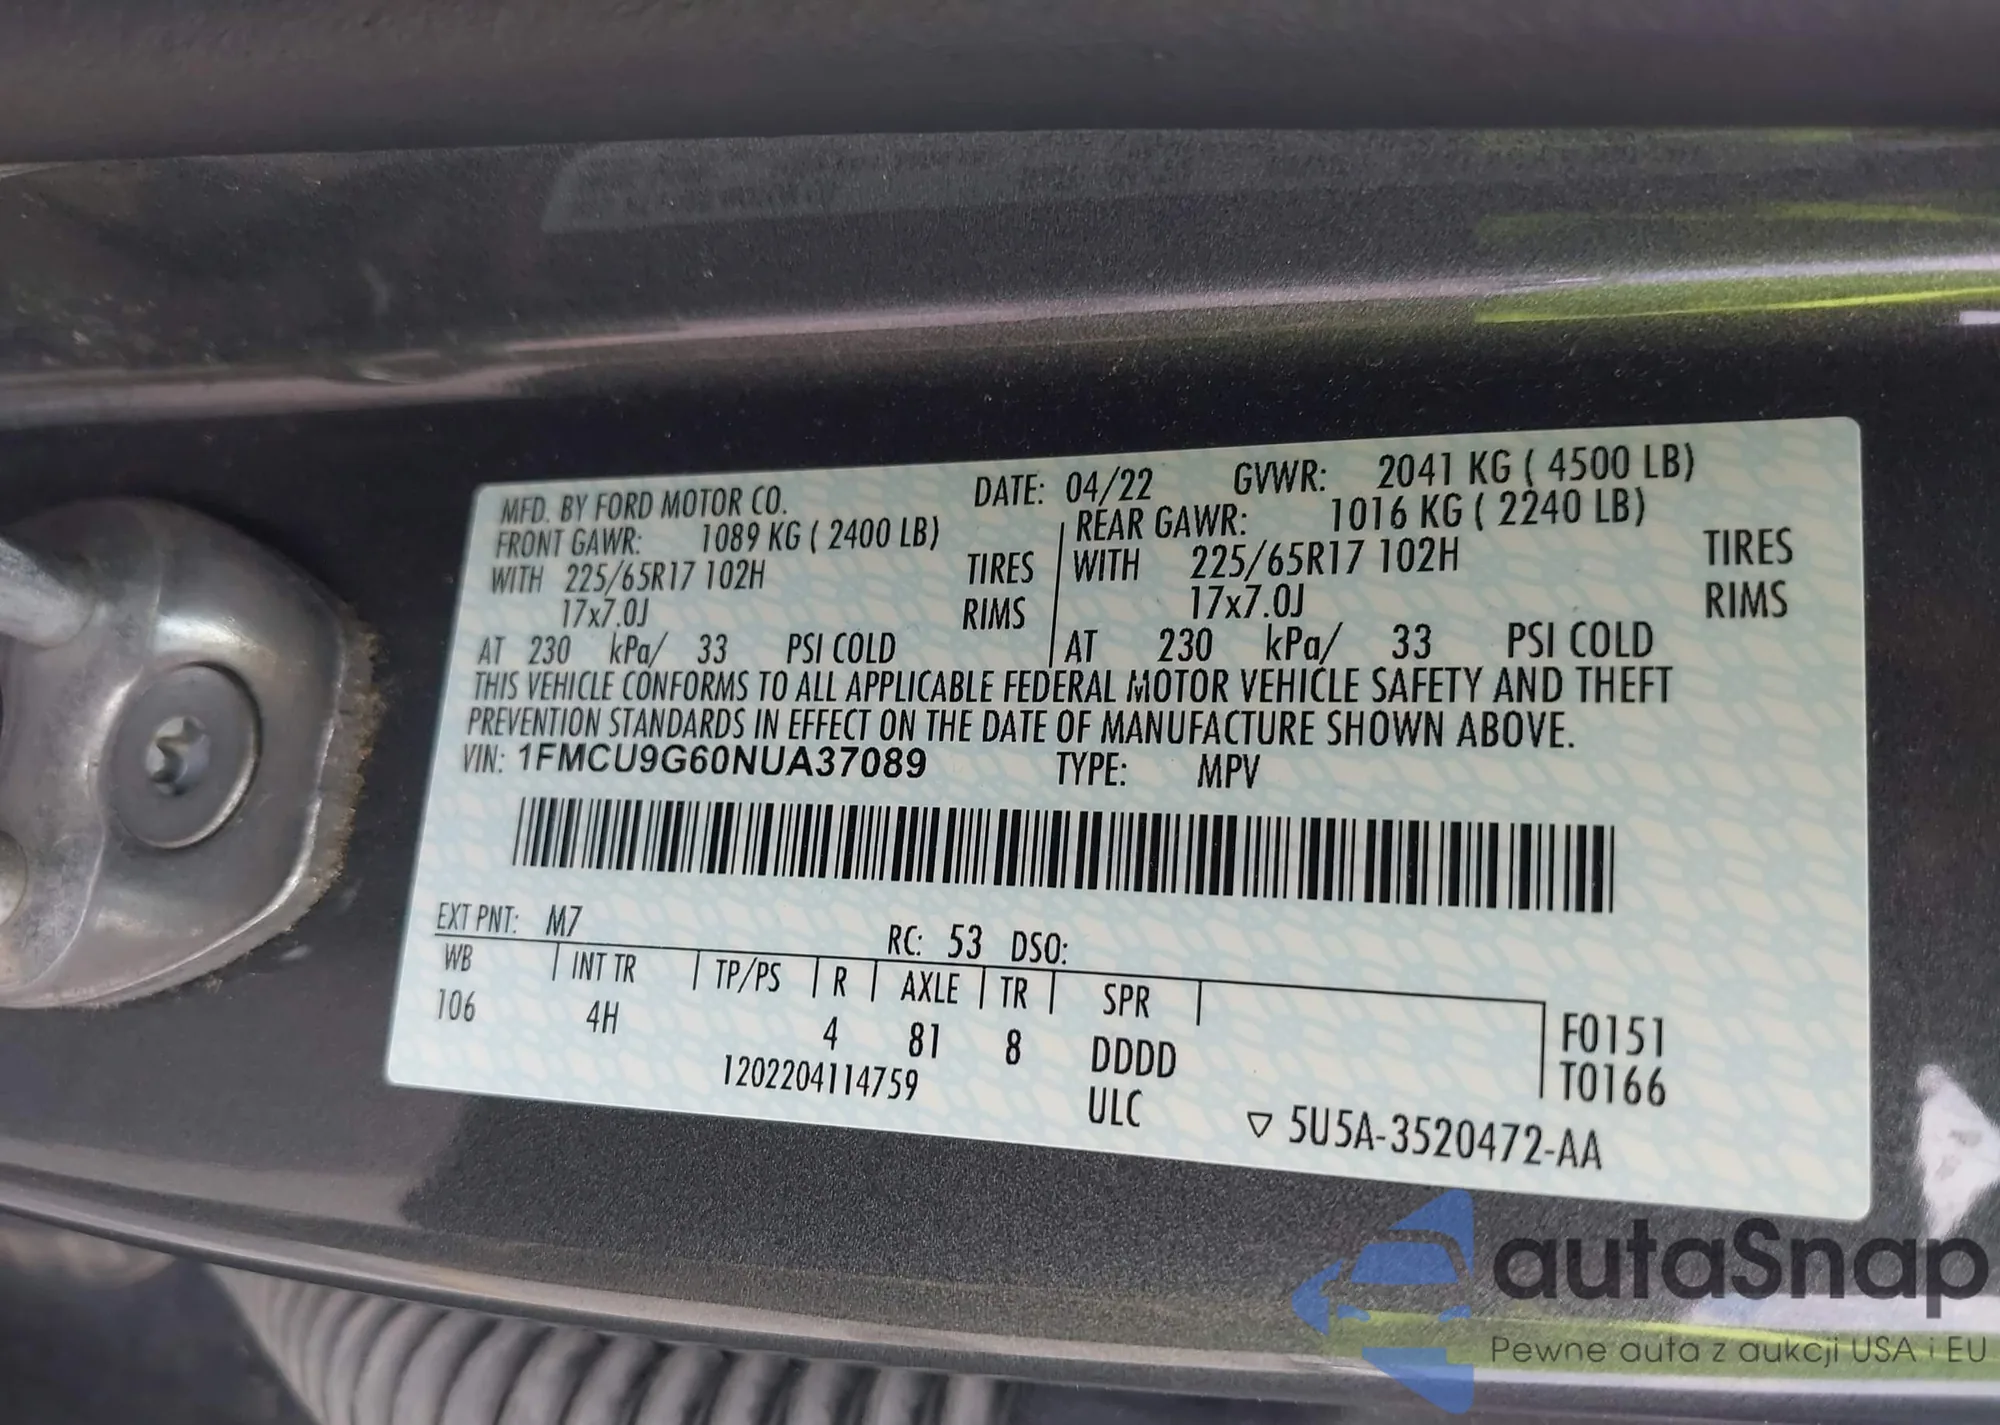 MFD. BY FORD MOTOR CO. DATE: 04/22 GVWR: 2041 KG ( 4500 LB)
FRONT GAWR: 1089 KG ( 2400 LB) REAR GAWR: 1016 KG ( 2240 LB)
WITH 225/65R17 102H TIRES WITH 225/65R17 102H TIRES
17x7.0J RIMS 17x7.0J RIMS
AT 230 kPa/ 33 PSI COLD AT 230 kPa/ 33 PSI COLD
THIS VEHICLE CONFORMS TO ALL APPLICABLE FEDERAL MOTOR VEHICLE SAFETY AND THEFT
PREVENTION STANDARDS IN EFFECT ON THE DATE OF MANUFACTURE SHOWN ABOVE.
VIN: 1FMCU9G60NUA37089 TYPE: MPV
EXT PNT: M7 RC: 53 DSO:
WB INT TR TP/PS R AXLE TR SPR
106 4H 4 81 8 DDDD F0151
1202204114759 ULC T0166
▽ 5U5A-3520472-AA
autaSnap
Pewne auta z aukcji USA i EU